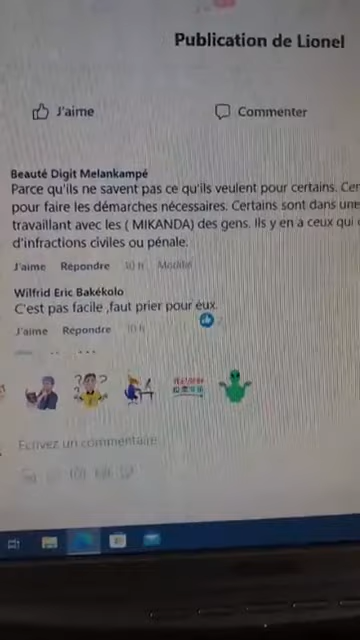 Publication de Lionel
J'aime Commenter
Beauté Digit Melankampé
Parce qu'ils ne savent pas ce qu'ils veulent pour certains. Cer
pour faire les démarches nécessaires. Certains sont dans une
travaillant avec les ( MIKANDA) des gens. Ils y en a ceux qui
d'infractions civiles ou pénale.
J'aime Répondre 10 h Modifié
Wilfrid Eric Bakékolo
C'est pas facile ,faut prier pour eux.
J'aime Répondre 10 h
Écrivez un commentaire